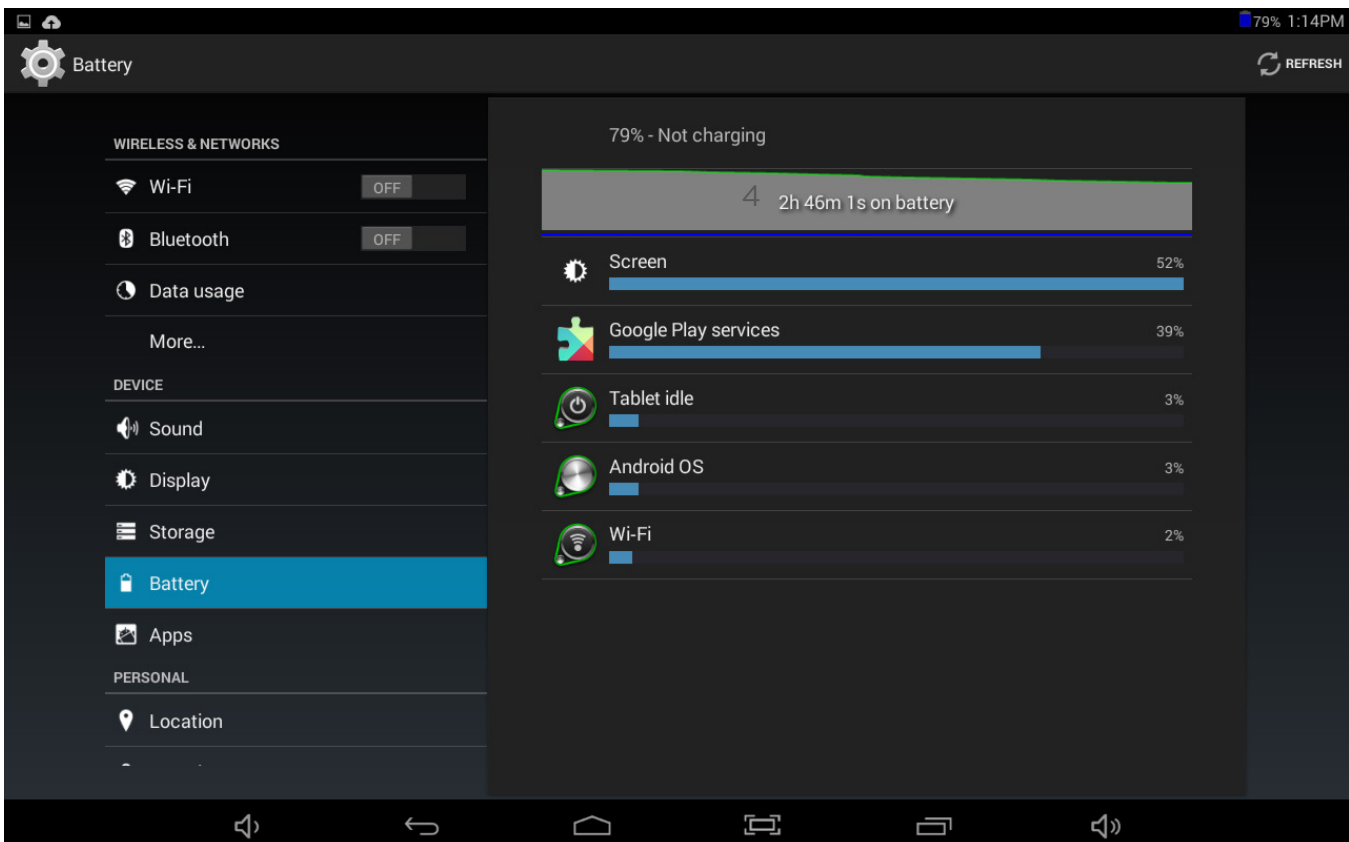 79% 1:14PM
Battery
REFRESH
WIRELESS & NETWORKS
Wi-Fi OFF
Bluetooth OFF
Data usage
More...
DEVICE
Sound
Display
Storage
Battery
Apps
PERSONAL
Location
79% - Not charging
4 2h 46m 1s on battery
Screen 52%
Google Play services 39%
Tablet idle 3%
Android OS 3%
Wi-Fi 2%